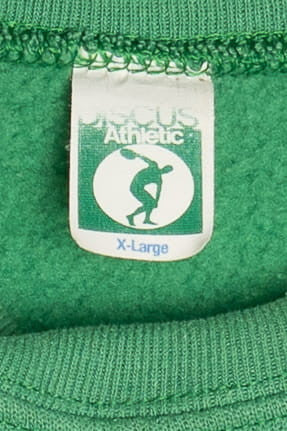 DISCUS
Athletic
X-Large